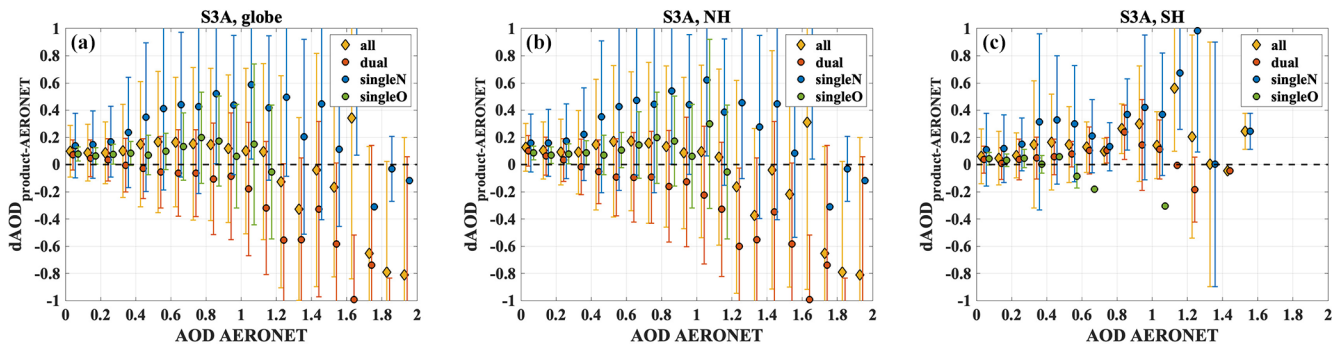 S3A, globe
(a)
all
dual
singleN
singleO
1
0.8
0.6
0.4
0.2
0
-0.2
-0.4
-0.6
-0.8
-1
dAOD product-AERONET
0 0.2 0.4 0.6 0.8 1 1.2 1.4 1.6 1.8 2
AOD AERONET
S3A, NH
(b)
all
dual
singleN
singleO
1
0.8
0.6
0.4
0.2
0
-0.2
-0.4
-0.6
-0.8
-1
dAOD product-AERONET
0 0.2 0.4 0.6 0.8 1 1.2 1.4 1.6 1.8 2
AOD AERONET
S3A, SH
(c)
all
dual
singleN
singleO
1
0.8
0.6
0.4
0.2
0
-0.2
-0.4
-0.6
-0.8
-1
dAOD product-AERONET
0 0.2 0.4 0.6 0.8 1 1.2 1.4 1.6 1.8 2
AOD AERONET